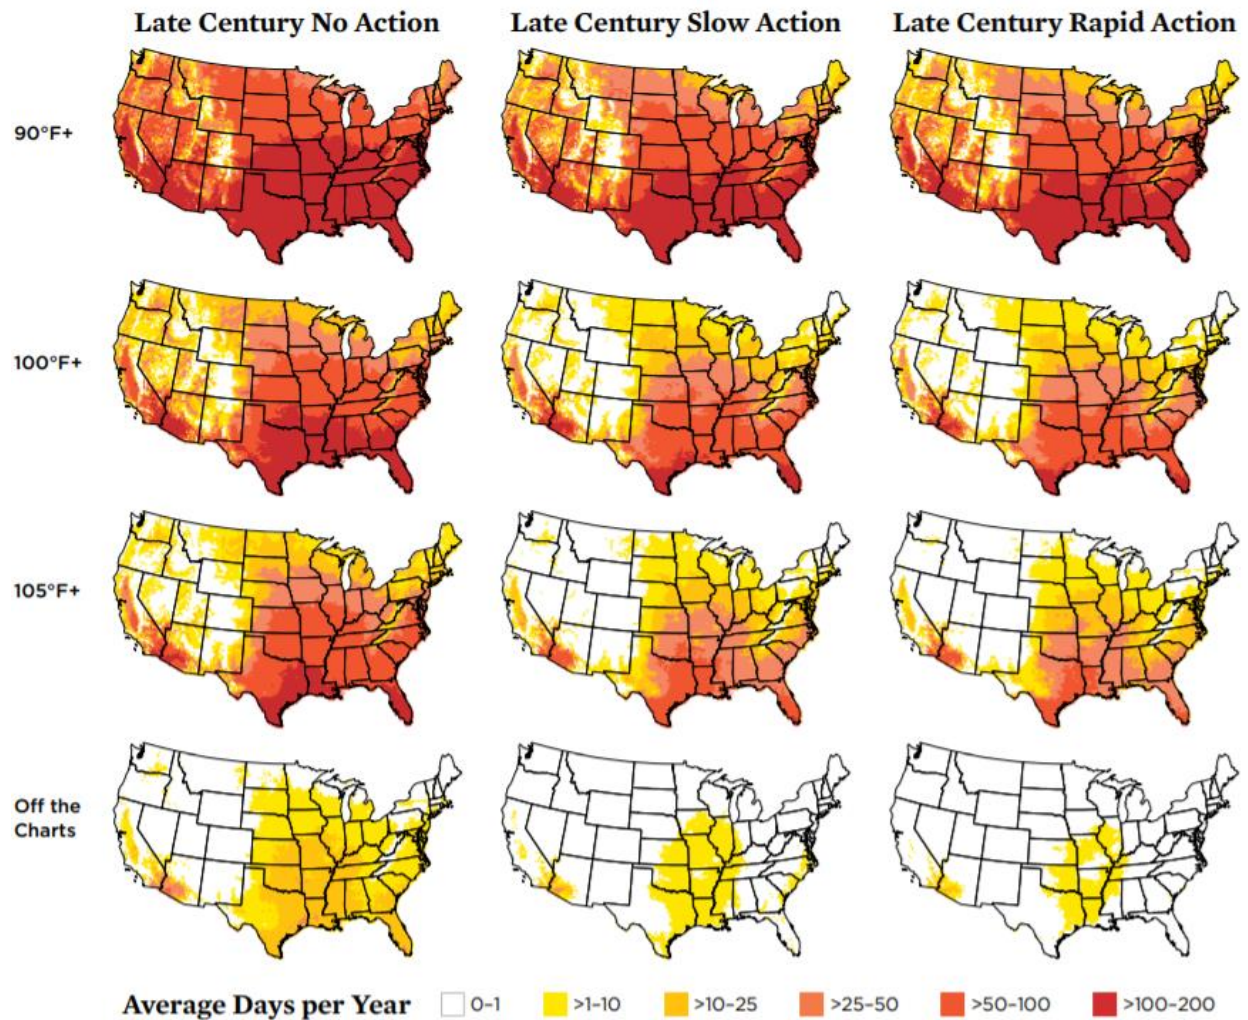 Late Century No Action
Late Century Slow Action
Late Century Rapid Action
90°F+
100°F+
105°F+
Off the
Charts
Average Days per Year
0–1
>1–10
>10–25
>25–50
>50–100
>100–200